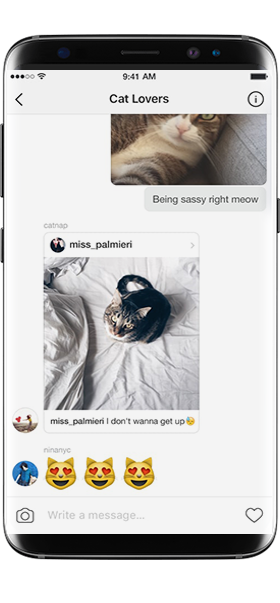 9:41 AM
Cat Lovers
Being sassy right meow
catnap
miss_palmieri
miss_palmieri I don't wanna get up😴
ninanyc
😻😻😻
Write a message...